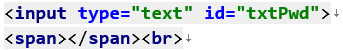 <input type="text" id="txtPwd">↓
<span></span><br>↓